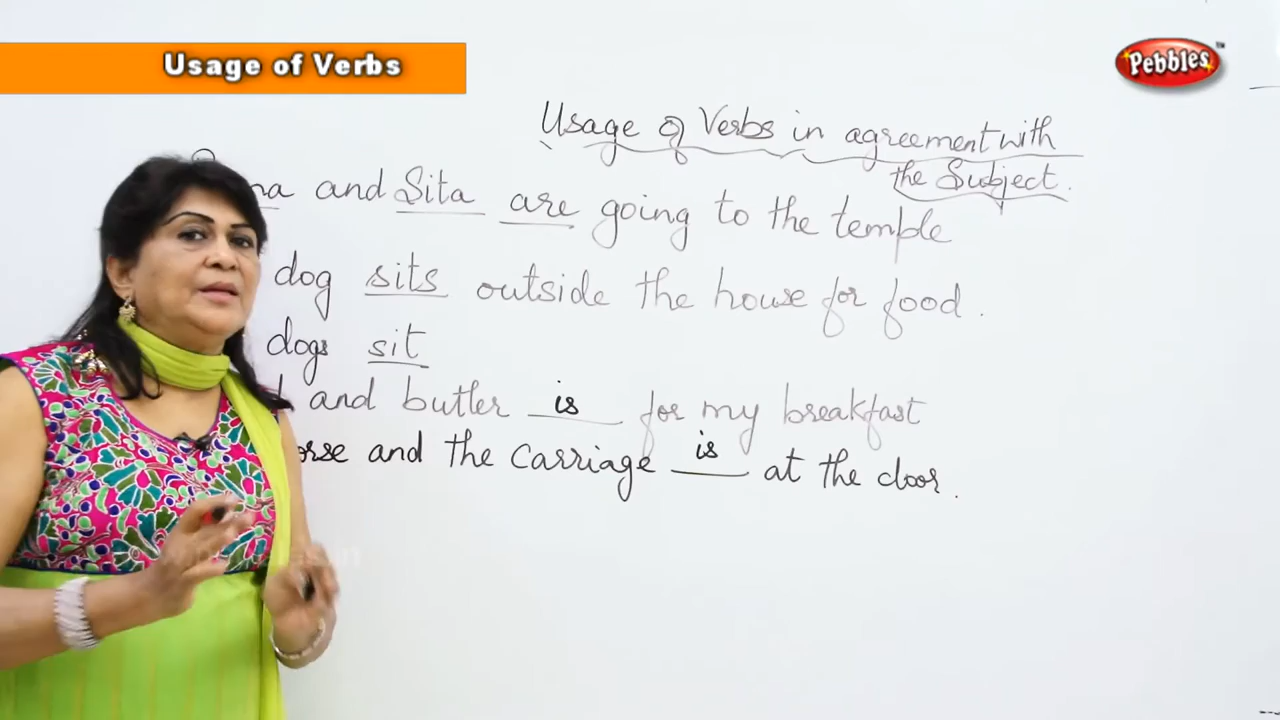 Usage of Verbs
Pebbles™
Usage of Verbs in agreement with
the Subject.
and Sita are going to the temple
dog sits outside the house for food.
dogs sit
and butter is for my breakfast
and the carriage is at the door.